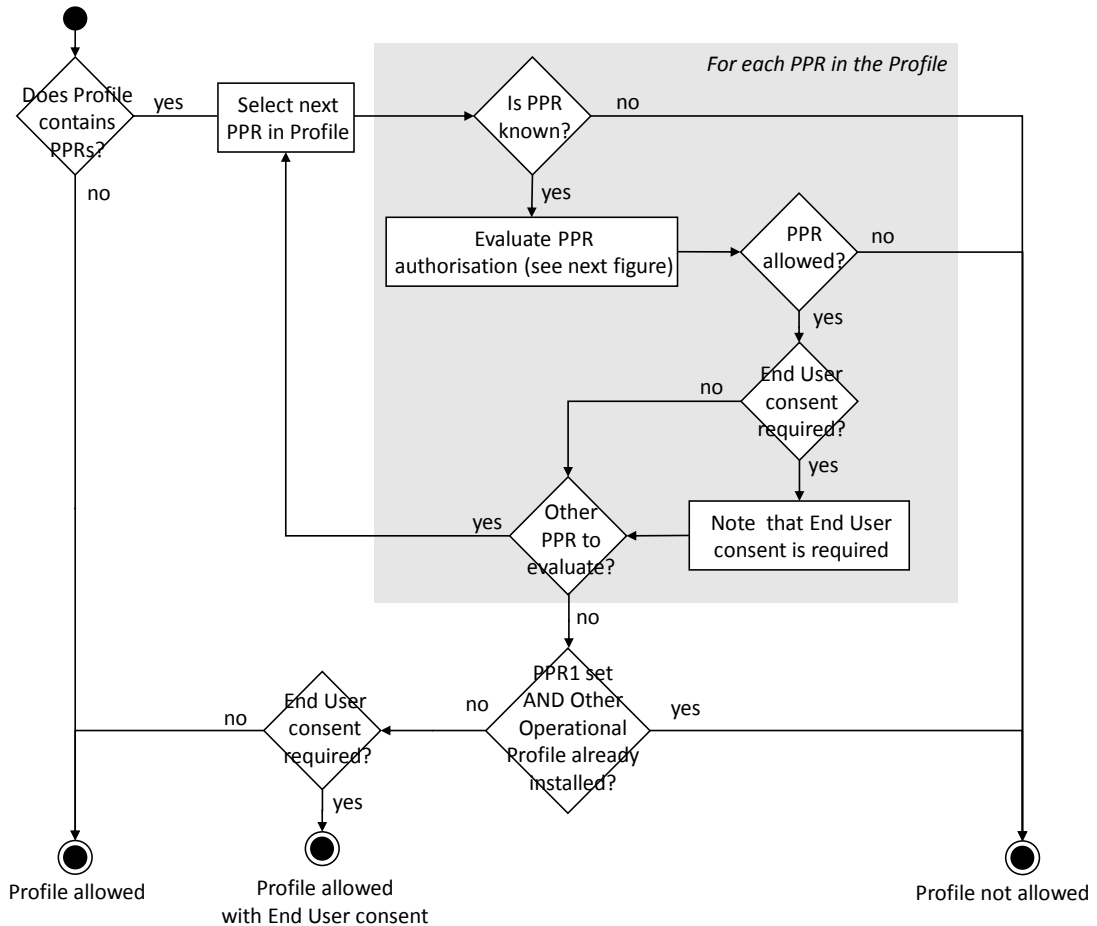 For each PPR in the Profile
Does Profile
contains
PPRs?
yes
no
Select next
PPR in Profile
Is PPR
known?
no
yes
Evaluate PPR
authorisation (see next figure)
PPR
allowed?
no
yes
End User
consent
required?
no
yes
Note that End User
consent is required
Other
PPR to
evaluate?
yes
no
PPR1 set
AND Other
Operational
Profile already
installed?
no
yes
End User
consent
required?
no
yes
Profile allowed
Profile allowed
with End User consent
Profile not allowed